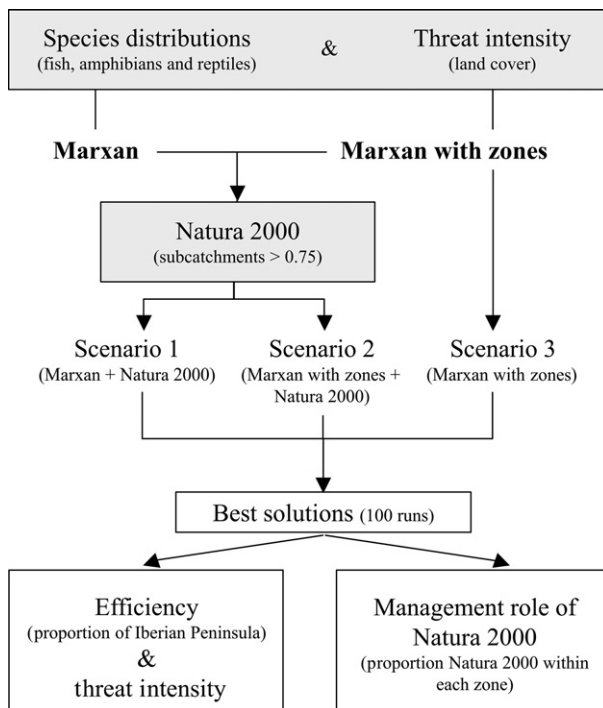 Species distributions & Threat intensity
(fish, amphibians and reptiles) (land cover)
Marxan Marxan with zones
Natura 2000
(subcatchments > 0.75)
Scenario 1 Scenario 2 Scenario 3
(Marxan + Natura 2000) (Marxan with zones + (Marxan with zones)
Natura 2000)
Best solutions (100 runs)
Efficiency
(proportion of Iberian Peninsula)
&
threat intensity
Management role of
Natura 2000
(proportion Natura 2000 within
each zone)